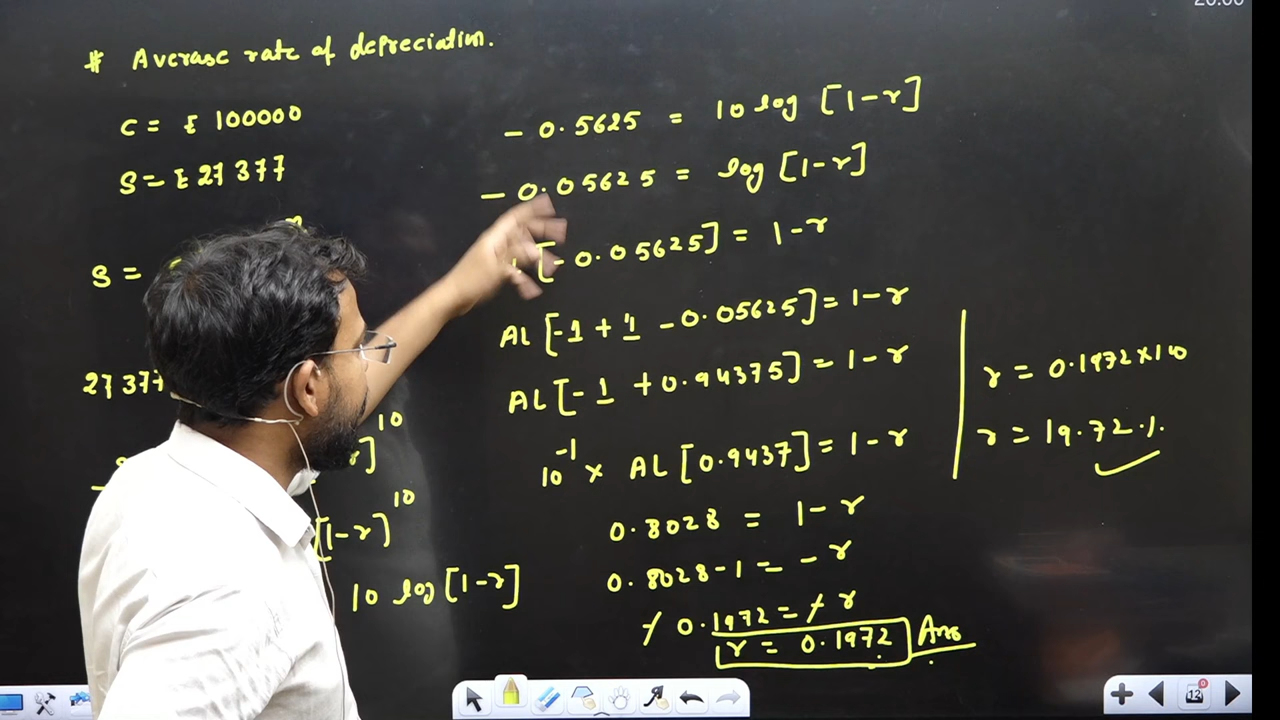 # Average rate of depreciation.
C = ₹ 100000
S = ₹ 27377
S =
27377
]¹⁰
[1-r]¹⁰
10 log [1-r]
- 0.5625 = 10 log [1-r]
- 0.05625 = log [1-r]
[-0.05625] = 1-r
AL [-1 + 1 - 0.05625] = 1-r
AL [-1 + 0.94375] = 1-r
10⁻¹ × AL [0.9437] = 1-r
0.8028 = 1-r
0.8028-1 = -r
- 0.1972 = - r
r = 0.1972 Ans
r = 0.1972×100
r = 19.72%
12